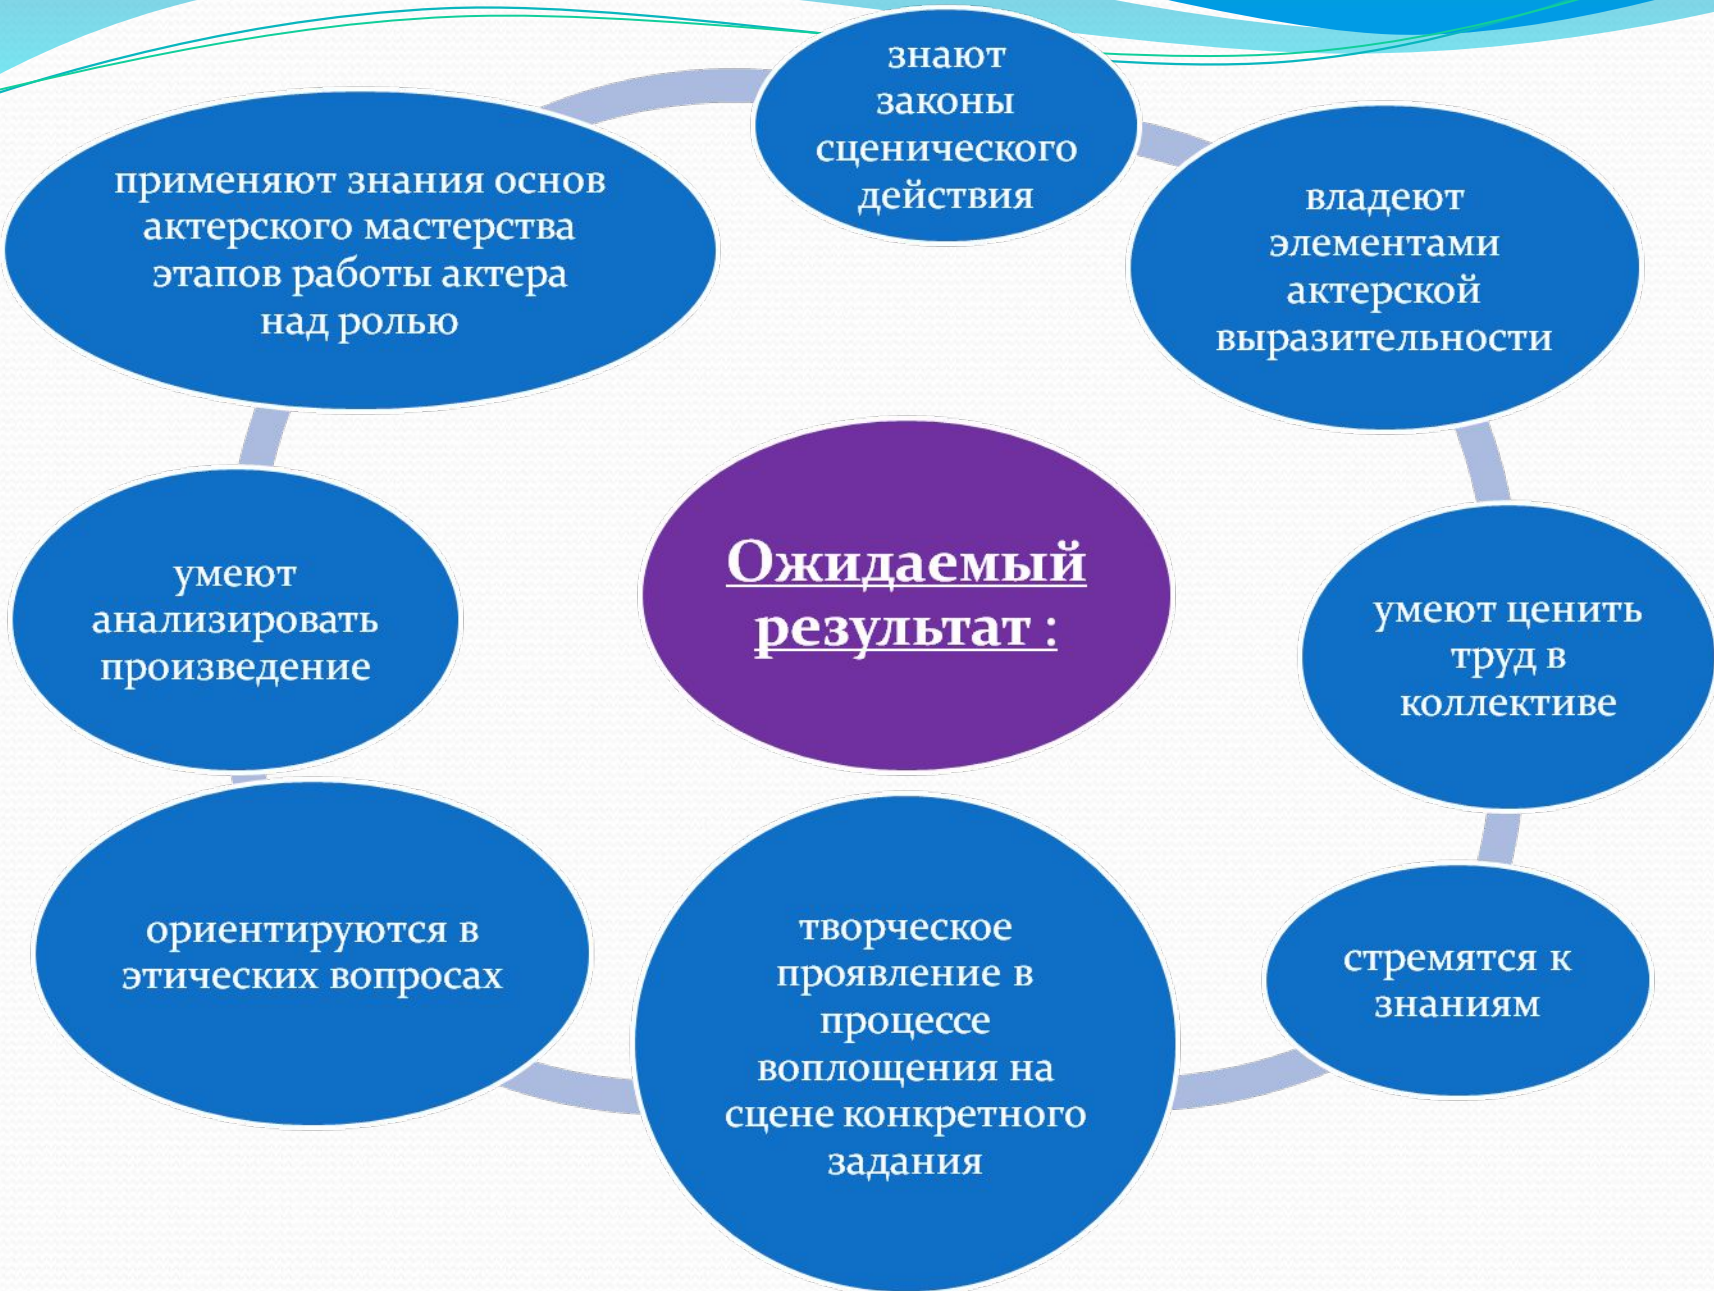 знают
законы
сценического
действия
применяют знания основ
актерского мастерства
этапов работы актера
над ролью
владеют
элементами
актерской
выразительности
Ожидаемый
результат :
умеют
анализировать
произведение
умеют ценить
труд в
коллективе
ориентируются в
этических вопросах
творческое
проявление в
процессе
воплощения на
сцене конкретного
задания
стремятся к
знаниям